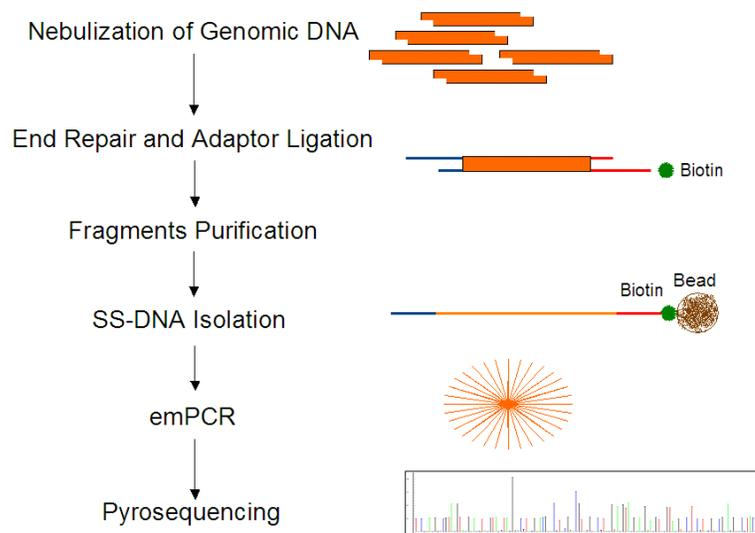 Nebulization of Genomic DNA
End Repair and Adaptor Ligation
Biotin
Fragments Purification
Biotin
Bead
SS-DNA Isolation
emPCR
Pyrosequencing